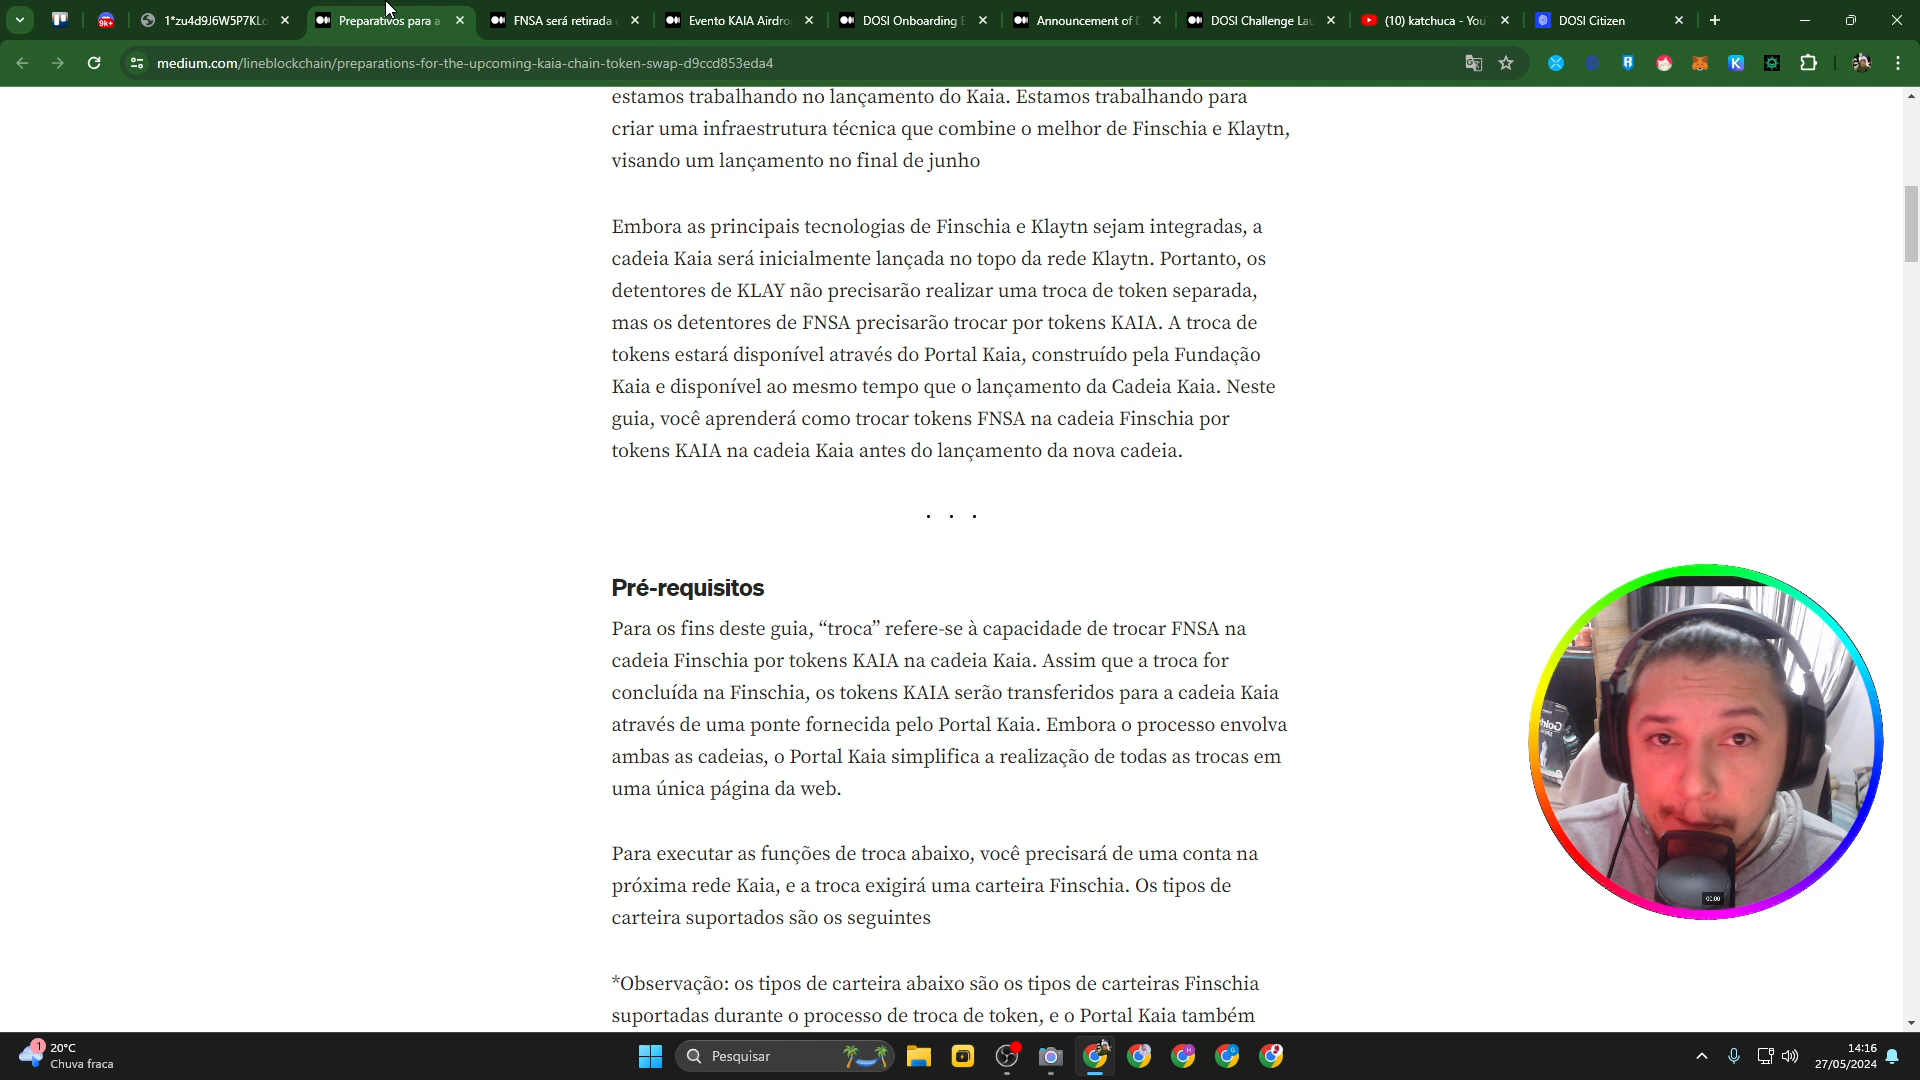 1*zu4d9J6W5P7KLo
Preparativos para a
FNSA será retirada
Evento KAIA Airdro
DOSI Onboarding E
Announcement of D
DOSI Challenge Lau
(10) katchuca - You
DOSI Citizen
medium.com/lineblockchain/preparations-for-the-upcoming-kaia-chain-token-swap-d9ccd853eda4
estamos trabalhando no lançamento do Kaia. Estamos trabalhando para
criar uma infraestrutura técnica que combine o melhor de Finschia e Klaytn,
visando um lançamento no final de junho
Embora as principais tecnologias de Finschia e Klaytn sejam integradas, a
cadeia Kaia será inicialmente lançada no topo da rede Klaytn. Portanto, os
detentores de KLAY não precisarão realizar uma troca de token separada,
mas os detentores de FNSA precisarão trocar por tokens KAIA. A troca de
tokens estará disponível através do Portal Kaia, construído pela Fundação
Kaia e disponível ao mesmo tempo que o lançamento da Cadeia Kaia. Neste
guia, você aprenderá como trocar tokens FNSA na cadeia Finschia por
tokens KAIA na cadeia Kaia antes do lançamento da nova cadeia.
. . .
Pré-requisitos
Para os fins deste guia, “troca” refere-se à capacidade de trocar FNSA na
cadeia Finschia por tokens KAIA na cadeia Kaia. Assim que a troca for
concluída na Finschia, os tokens KAIA serão transferidos para a cadeia Kaia
através de uma ponte fornecida pelo Portal Kaia. Embora o processo envolva
ambas as cadeias, o Portal Kaia simplifica a realização de todas as trocas em
uma única página da web.
Para executar as funções de troca abaixo, você precisará de uma conta na
próxima rede Kaia, e a troca exigirá uma carteira Finschia. Os tipos de
carteira suportados são os seguintes
*Observação: os tipos de carteira abaixo são os tipos de carteiras Finschia
suportadas durante o processo de troca de token, e o Portal Kaia também
00:00
1
20°C
Chuva fraca
Pesquisar
14:16
27/05/2024